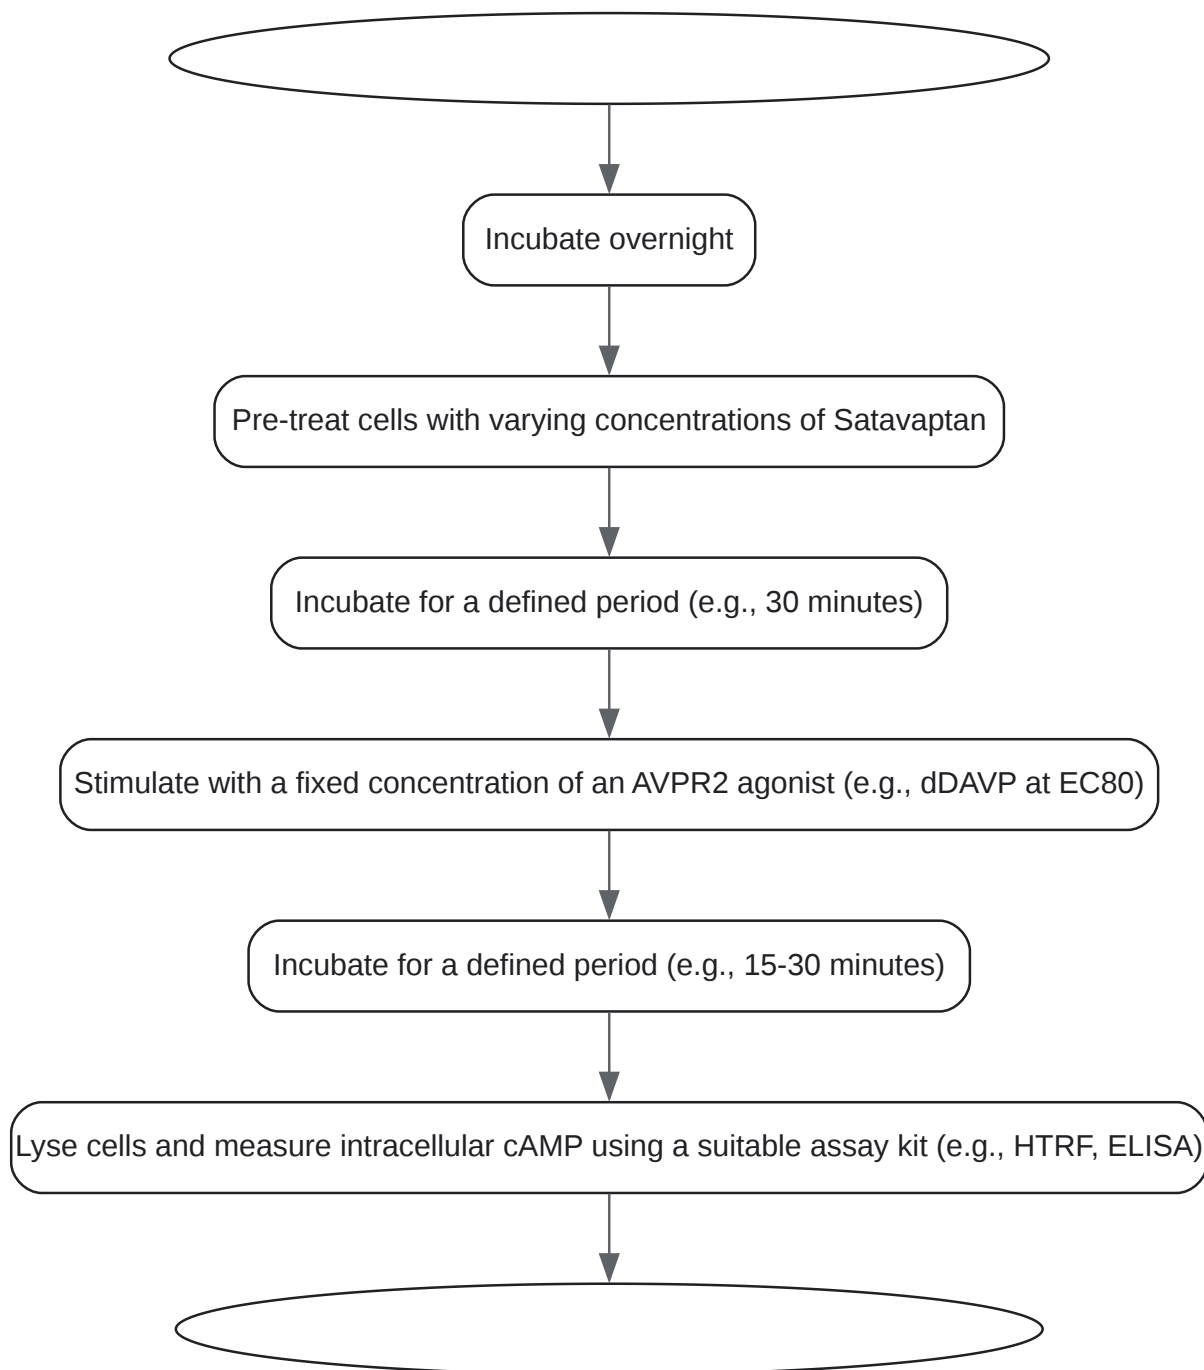 Incubate overnight
Pre-treat cells with varying concentrations of Satavaptan
Incubate for a defined period (e.g., 30 minutes)
Stimulate with a fixed concentration of an AVPR2 agonist (e.g., dDAVP at EC80)
Incubate for a defined period (e.g., 15-30 minutes)
Lyse cells and measure intracellular cAMP using a suitable assay kit (e.g., HTRF, ELISA)